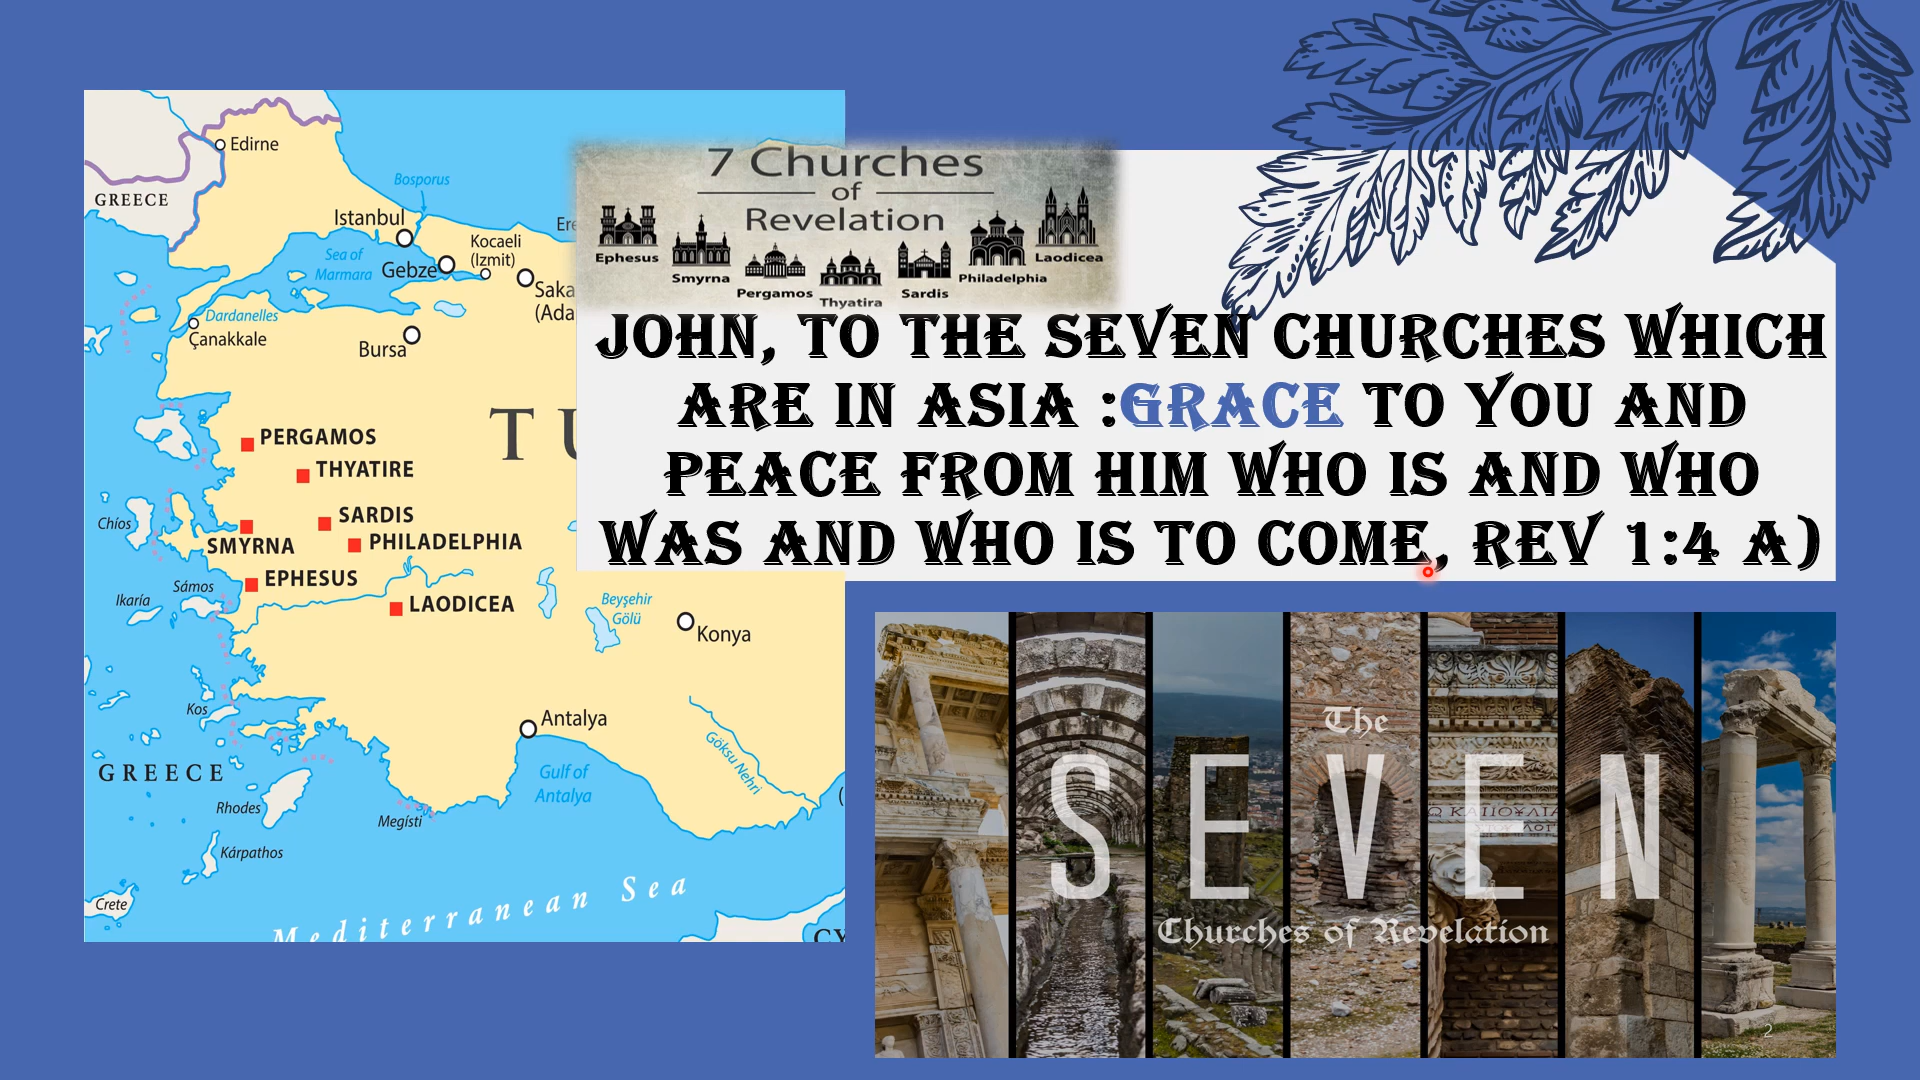 Edirne
GREECE
Bosporus
Istanbul
Kocaeli
(Izmit)
Sea of
Marmara
Gebze
Dardanelles
Çanakkale
Bursa
PERGAMOS
THYATIRE
SARDIS
SMYRNA
PHILADELPHIA
EPHESUS
LAODICEA
Chíos
Sámos
Ikaría
Beyşehir
Gölü
Konya
Kos
Antalya
Göksu Nehri
GREECE
Gulf of
Antalya
Rhodes
Megísti
Kárpathos
Crete
Mediterranean Sea
7 Churches
of
Revelation
Ephesus
Smyrna
Pergamos
Thyatira
Sardis
Philadelphia
Laodicea
JOHN, TO THE SEVEN CHURCHES WHICH
ARE IN ASIA :GRACE TO YOU AND
PEACE FROM HIM WHO IS AND WHO
WAS AND WHO IS TO COME, REV 1:4 A)
The
SEVEN
Churches of Revelation
2